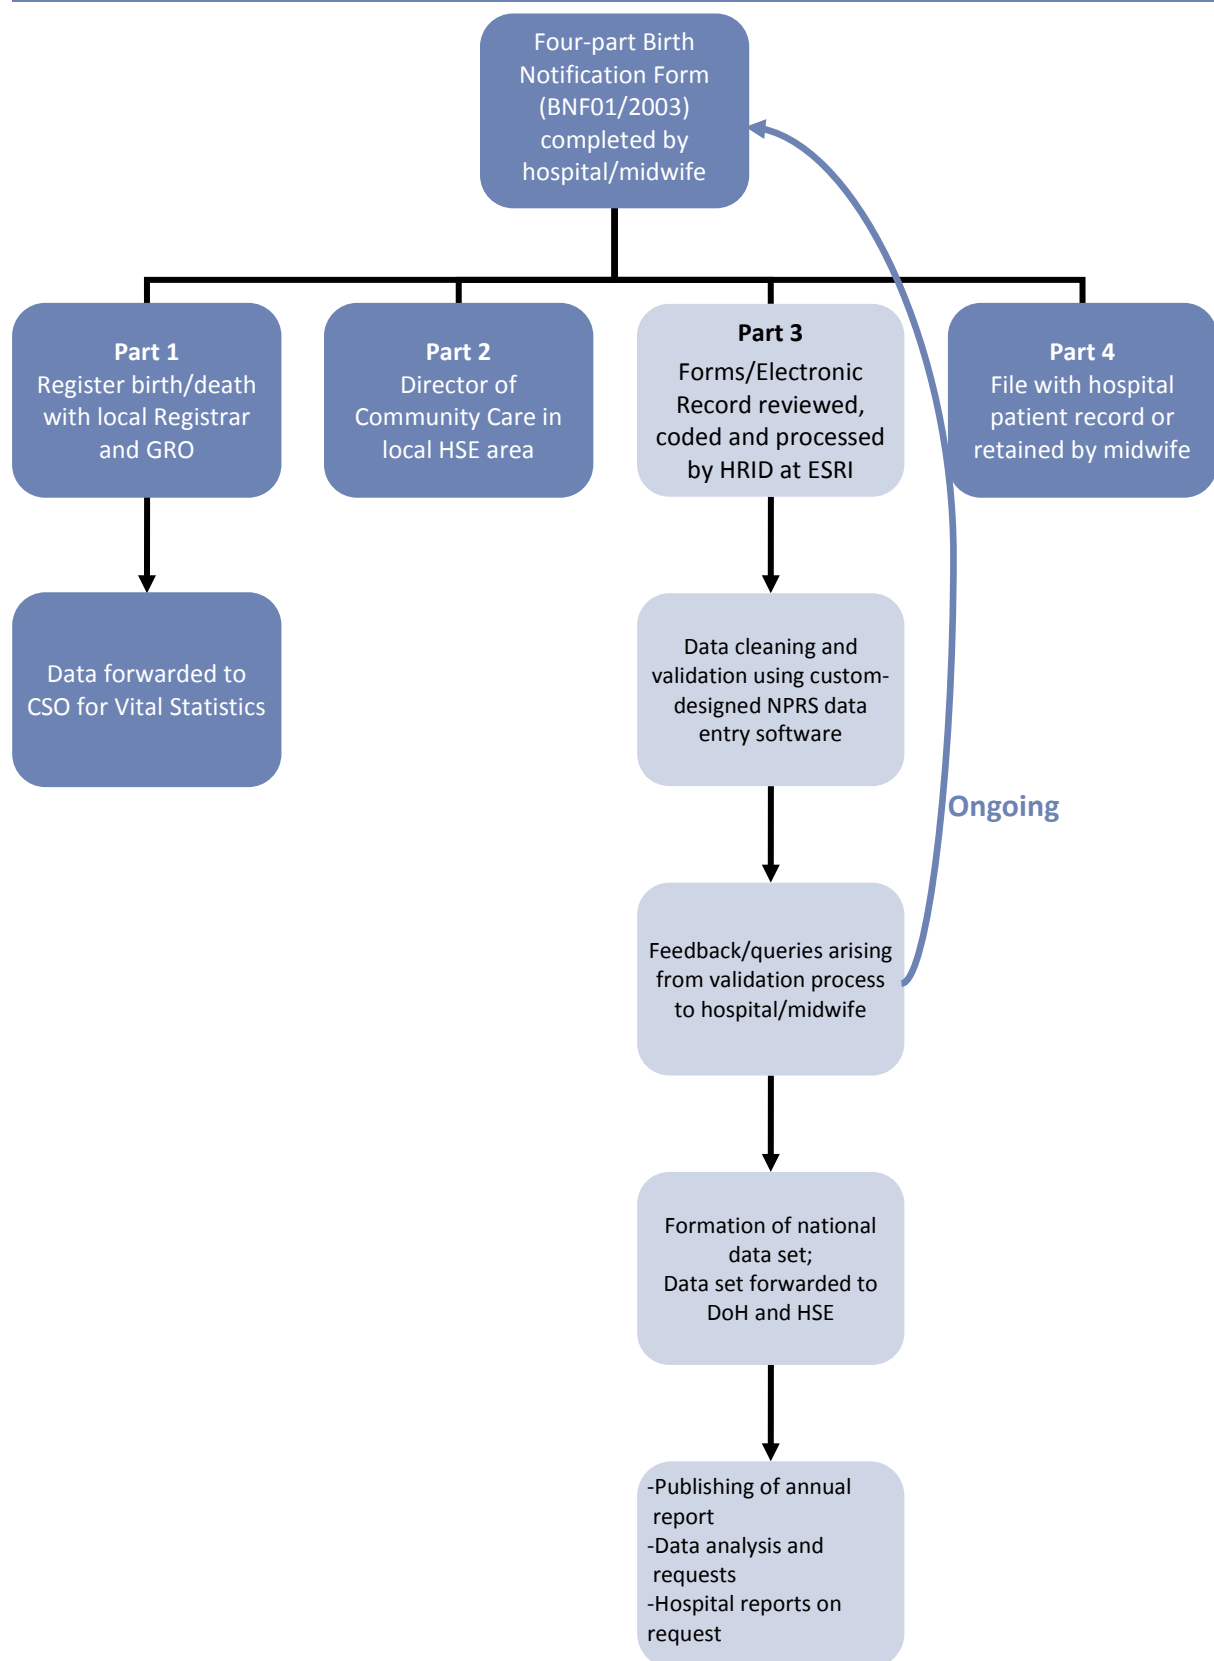 Four-part Birth
Notification Form
(BNF01/2003)
completed by
hospital/midwife
Part 1
Register birth/death
with local Registrar
and GRO
Part 2
Director of
Community Care in
local HSE area
Part 3
Forms/Electronic
Record reviewed,
coded and processed
by HRID at ESRI
Part 4
File with hospital
patient record or
retained by midwife
Data forwarded to
CSO for Vital Statistics
Data cleaning and
validation using custom-
designed NPRS data
entry software
Ongoing
Feedback/queries arising
from validation process
to hospital/midwife
Formation of national
data set;
Data set forwarded to
DoH and HSE
-Publishing of annual
report
-Data analysis and
requests
-Hospital reports on
request